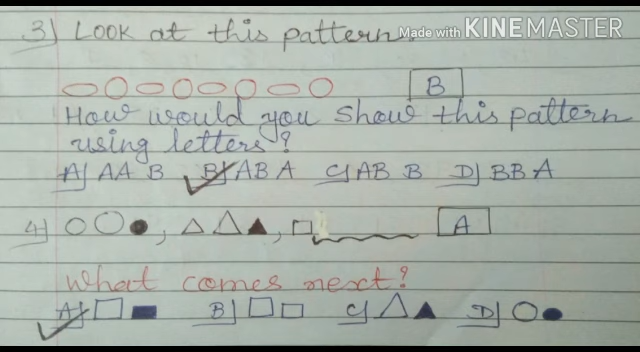 3) Look at this pattern.
Made with KINEMASTER
B
How would you show this pattern
using letters?
A) AA B B) AB A C) AB B D) BB A
4) , , A
What comes next?
A) B) C) D)